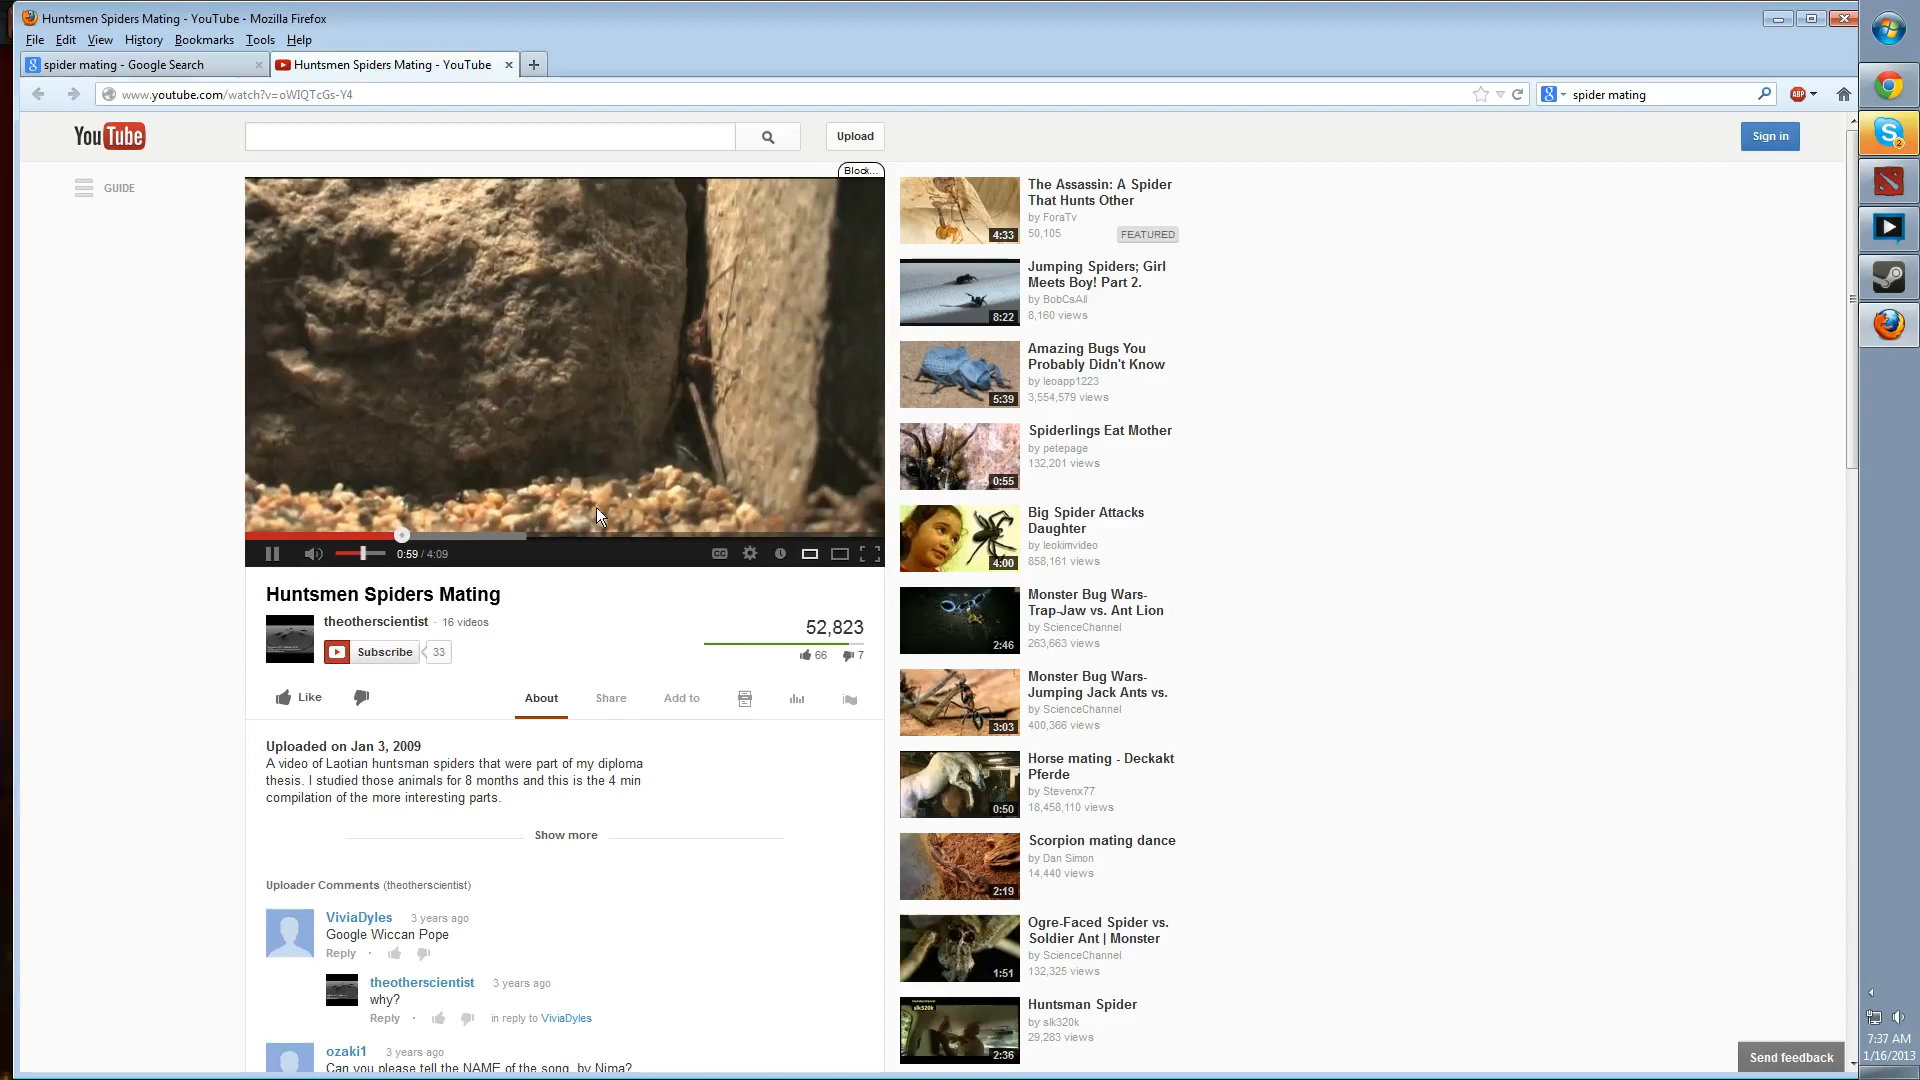 Huntsmen Spiders Mating - YouTube - Mozilla Firefox
File Edit View History Bookmarks Tools Help
spider mating - Google Search
Huntsmen Spiders Mating - YouTube
www.youtube.com/watch?v=oWIQTcGs-Y4
spider mating
ABP
YouTube
Upload
Sign in
GUIDE
Block...
0:59 / 4:09
CC
Huntsmen Spiders Mating
theotherscientist · 16 videos
Subscribe 33
52,823
66 7
Like
About Share Add to
Uploaded on Jan 3, 2009
A video of Laotian huntsman spiders that were part of my diploma
thesis. I studied those animals for 8 months and this is the 4 min
compilation of the more interesting parts.
Show more
Uploader Comments (theotherscientist)
ViviaDyles 3 years ago
Google Wiccan Pope
Reply ·
theotherscientist 3 years ago
why?
Reply · in reply to ViviaDyles
ozaki1 3 years ago
Can you please tell the NAME of the song, by Nima?
The Assassin: A Spider
That Hunts Other
by ForaTv
50,105
FEATURED
4:33
Jumping Spiders; Girl
Meets Boy! Part 2.
by BobCsAll
8,160 views
8:22
Amazing Bugs You
Probably Didn't Know
by leoapp1223
3,554,579 views
5:39
Spiderlings Eat Mother
by petepage
132,201 views
0:55
Big Spider Attacks
Daughter
by leokimvideo
858,161 views
4:00
Monster Bug Wars-
Trap-Jaw vs. Ant Lion
by ScienceChannel
263,663 views
2:46
Monster Bug Wars-
Jumping Jack Ants vs.
by ScienceChannel
400,366 views
3:03
Horse mating - Deckakt
Pferde
by Stevenx77
18,458,110 views
0:50
Scorpion mating dance
by Dan Simon
14,440 views
2:19
Ogre-Faced Spider vs.
Soldier Ant | Monster
by ScienceChannel
132,325 views
1:51
Huntsman Spider
by slk320k
29,283 views
slk320k
2:36
Send feedback
7:37 AM
1/16/2013